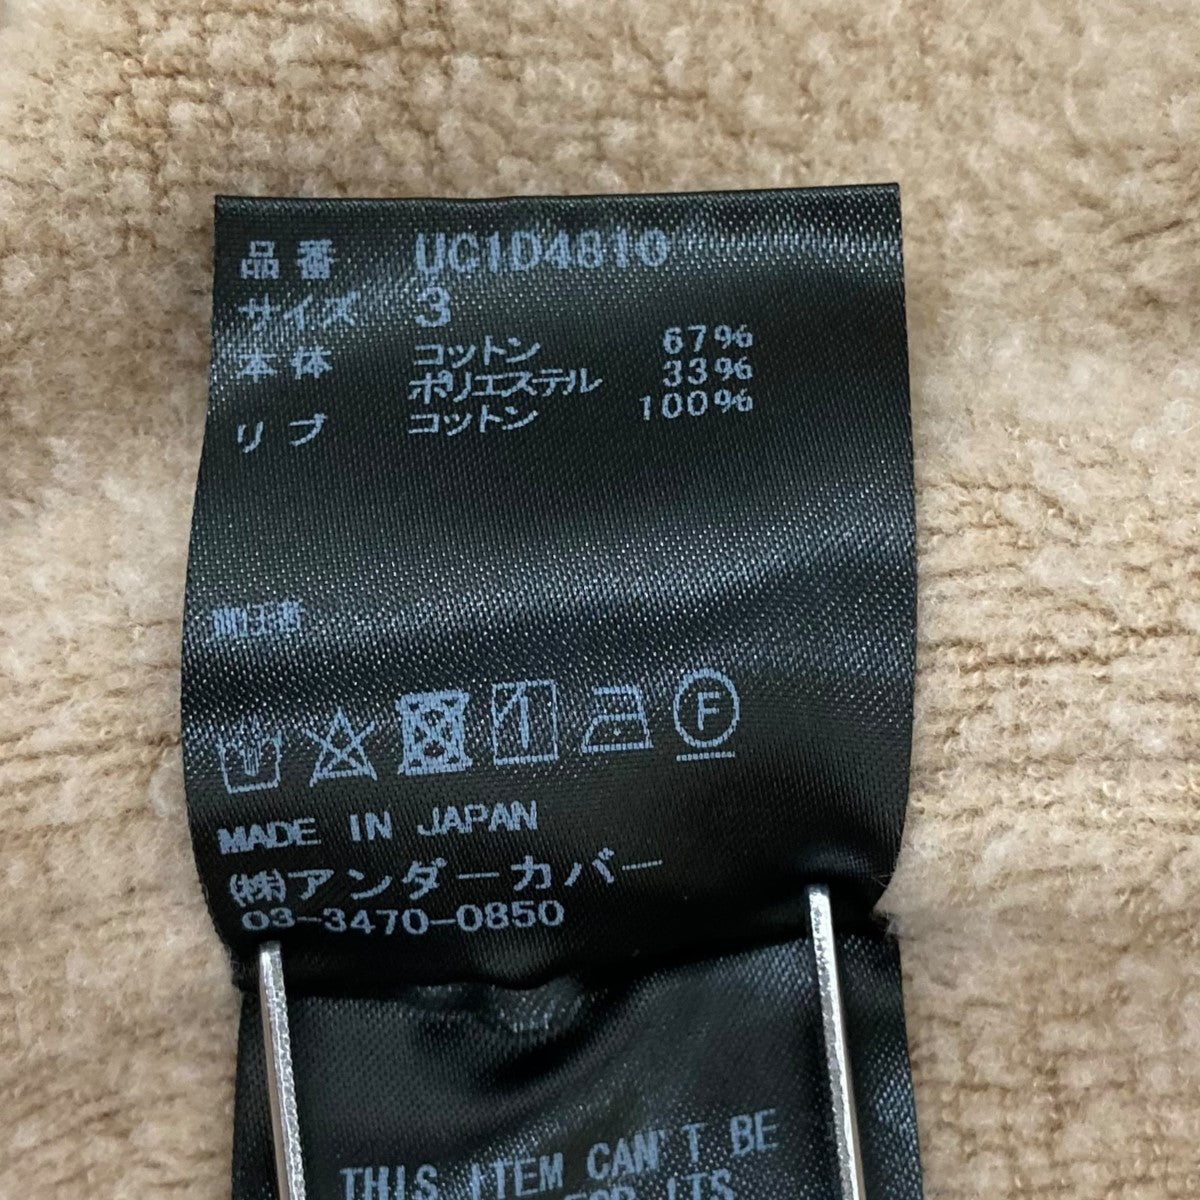 品番 UC1D4810
サイズ 3
本体 コットン 67%
ポリエステル 33%
リブ コットン 100%
F
MADE IN JAPAN
㈱アンダーカバー
03-3470-0850
THIS ITEM CAN'T BE
FOR ITS